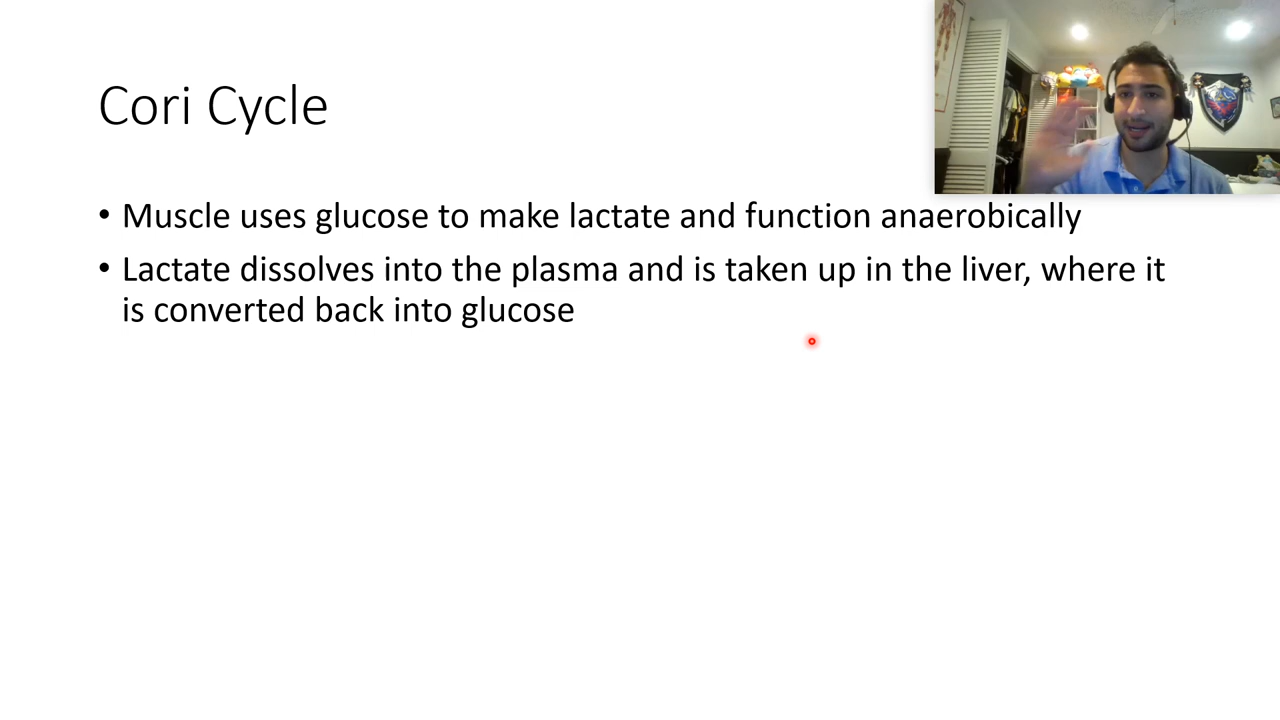 Cori Cycle
• Muscle uses glucose to make lactate and function anaerobically
• Lactate dissolves into the plasma and is taken up in the liver, where it
is converted back into glucose